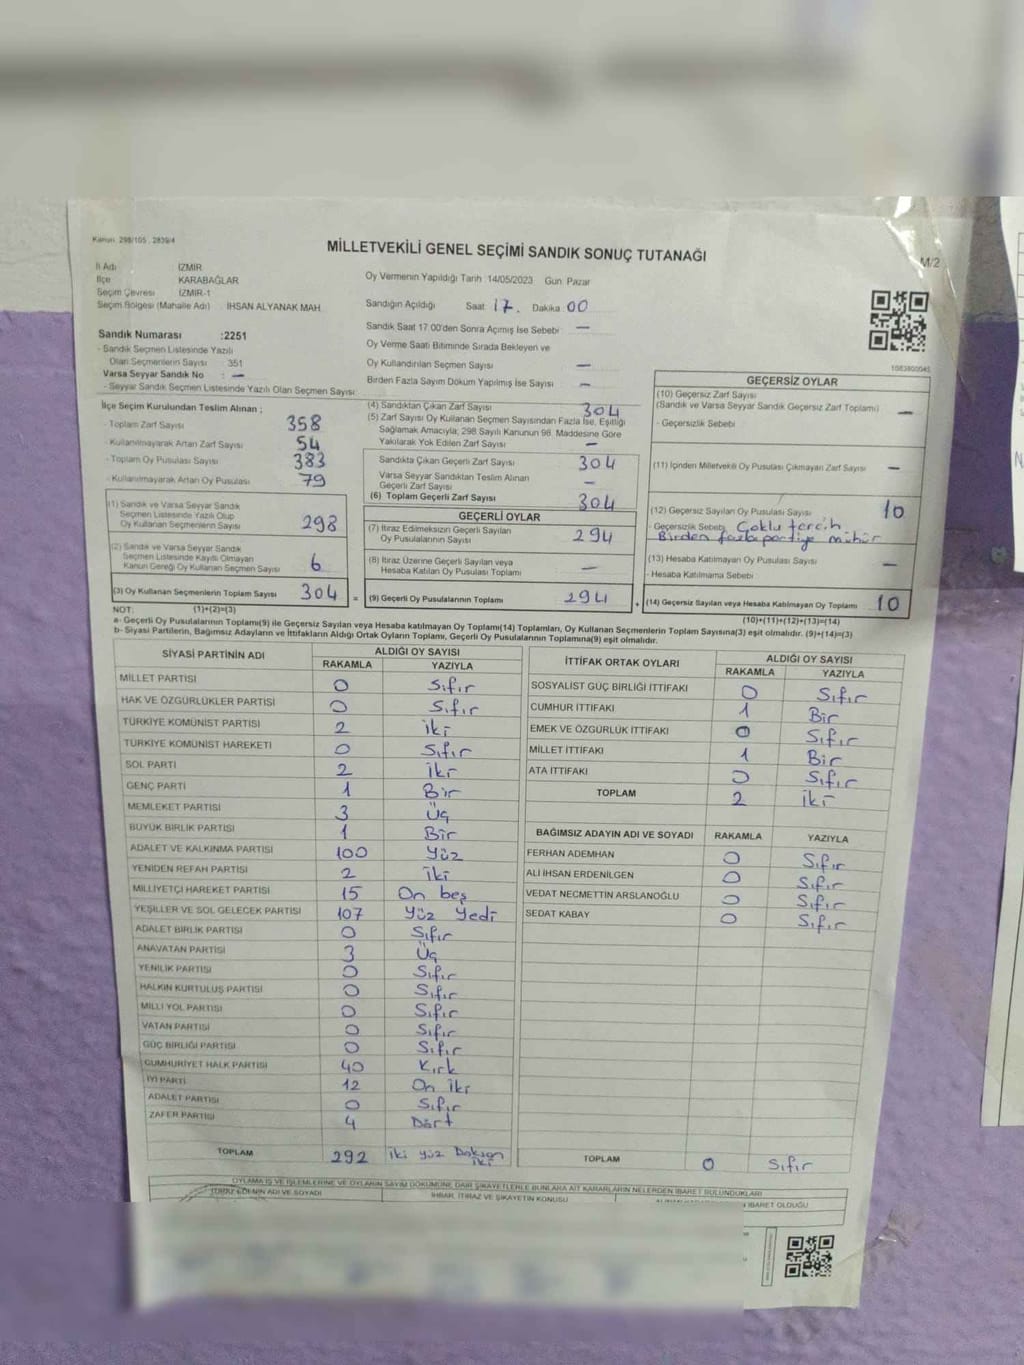 Kanun: 298/105, 2839/4
MİLLETVEKİLİ GENEL SEÇİMİ SANDIK SONUÇ TUTANAĞI
M/2
İl Adı İZMİR
İlçe KARABAĞLAR
Seçim Çevresi İZMİR-1
Seçim Bölgesi (Mahalle Adı) İHSAN ALYANAK MAH.
Sandık Numarası :2251
- Sandık Seçmen Listesinde Yazılı
Olan Seçmenlerin Sayısı 351
Varsa Seyyar Sandık No : —
- Seyyar Sandık Seçmen Listesinde Yazılı Olan Seçmen Sayısı:
Oy Vermenin Yapıldığı Tarih :14/05/2023 Gün: Pazar
Sandığın Açıldığı Saat 17. Dakika 00
Sandık Saat 17:00'den Sonra Açılmış İse Sebebi —
Oy Verme Saati Bitiminde Sırada Bekleyen ve
Oy Kullandırılan Seçmen Sayısı —
Birden Fazla Sayım Döküm Yapılmış İse Sayısı —
1083800045
İlçe Seçim Kurulundan Teslim Alınan ;
- Toplam Zarf Sayısı 358
- Kullanılmayarak Artan Zarf Sayısı 54
- Toplam Oy Pusulası Sayısı 383
- Kullanılmayarak Artan Oy Pusulası 79
(1) Sandık ve Varsa Seyyar Sandık
Seçmen Listesinde Yazılı Olup
Oy Kullanan Seçmenlerin Sayısı 298
(2) Sandık ve Varsa Seyyar Sandık
Seçmen Listesinde Kayıtlı Olmayan
Kanun Gereği Oy Kullanan Seçmen Sayısı 6
(3) Oy Kullanan Seçmenlerin Toplam Sayısı 304 =
(4) Sandıktan Çıkan Zarf Sayısı 304
(5) Zarf Sayısı Oy Kullanan Seçmen Sayısından Fazla İse, Eşitliği
Sağlamak Amacıyla; 298 Sayılı Kanunun 98. Maddesine Göre
Yakılarak Yok Edilen Zarf Sayısı —
Sandıkta Çıkan Geçerli Zarf Sayısı 304
Varsa Seyyar Sandıktan Teslim Alınan
Geçerli Zarf Sayısı —
(6) Toplam Geçerli Zarf Sayısı 304
GEÇERLİ OYLAR
(7) İtiraz Edilmeksizin Geçerli Sayılan
Oy Pusulalarının Sayısı 294
(8) İtiraz Üzerine Geçerli Sayılan veya
Hesaba Katılan Oy Pusulası Toplamı —
(9) Geçerli Oy Pusulalarının Toplamı 294 +
GEÇERSİZ OYLAR
(10) Geçersiz Zarf Sayısı
(Sandık ve Varsa Seyyar Sandık Geçersiz Zarf Toplamı) —
- Geçersizlik Sebebi
(11) İçinden Milletvekili Oy Pusulası Çıkmayan Zarf Sayısı —
(12) Geçersiz Sayılan Oy Pusulası Sayısı 10
- Geçersizlik Sebebi Çoklu tercih
Birden fazla partiye mühür
(13) Hesaba Katılmayan Oy Pusulası Sayısı —
- Hesaba Katılmama Sebebi
(14) Geçersiz Sayılan veya Hesaba Katılmayan Oy Toplamı 10
NOT: (1)+(2)=(3) (10)+(11)+(12)+(13)=(14)
a- Geçerli Oy Pusulalarının Toplamı(9) ile Geçersiz Sayılan veya Hesaba katılmayan Oy Toplamı(14) Toplamları, Oy Kullanan Seçmenlerin Toplam Sayısına(3) eşit olmalıdır. (9)+(14)=(3)
b- Siyasi Partilerin, Bağımsız Adayların ve İttifakların Aldığı Ortak Oyların Toplamı, Geçerli Oy Pusulalarının Toplamına(9) eşit olmalıdır.
SİYASİ PARTİNİN ADI ALDIĞI OY SAYISI
RAKAMLA YAZIYLA
MİLLET PARTİSİ 0 Sıfır
HAK VE ÖZGÜRLÜKLER PARTİSİ 0 Sıfır
TÜRKİYE KOMÜNİST PARTİSİ 2 İki
TÜRKİYE KOMÜNİST HAREKETİ 0 Sıfır
SOL PARTİ 2 İki
GENÇ PARTİ 1 Bir
MEMLEKET PARTİSİ 3 Üç
BÜYÜK BİRLİK PARTİSİ 1 Bir
ADALET VE KALKINMA PARTİSİ 100 Yüz
YENİDEN REFAH PARTİSİ 2 İki
MİLLİYETÇİ HAREKET PARTİSİ 15 On beş
YEŞİLLER VE SOL GELECEK PARTİSİ 107 Yüz Yedi
ADALET BİRLİK PARTİSİ 0 Sıfır
ANAVATAN PARTİSİ 3 Üç
YENİLİK PARTİSİ 0 Sıfır
HALKIN KURTULUŞ PARTİSİ 0 Sıfır
MİLLİ YOL PARTİSİ 0 Sıfır
VATAN PARTİSİ 0 Sıfır
GÜÇ BİRLİĞİ PARTİSİ 0 Sıfır
CUMHURİYET HALK PARTİSİ 40 Kırk
İYİ PARTİ 12 On İki
ADALET PARTİSİ 0 Sıfır
ZAFER PARTİSİ 4 Dört
TOPLAM 292 İki yüz Doksan iki
İTTİFAK ORTAK OYLARI ALDIĞI OY SAYISI
RAKAMLA YAZIYLA
SOSYALİST GÜÇ BİRLİĞİ İTTİFAKI 0 Sıfır
CUMHUR İTTİFAKI 1 Bir
EMEK VE ÖZGÜRLÜK İTTİFAKI 0 Sıfır
MİLLET İTTİFAKI 1 Bir
ATA İTTİFAKI 0 Sıfır
TOPLAM 2 İki
BAĞIMSIZ ADAYIN ADI VE SOYADI RAKAMLA YAZIYLA
FERHAN ADEMHAN 0 Sıfır
ALİ İHSAN ERDENİLGEN 0 Sıfır
VEDAT NECMETTİN ARSLANOĞLU 0 Sıfır
SEDAT KABAY 0 Sıfır
TOPLAM 0 Sıfır
OYLAMA İŞ VE İŞLEMLERİNE VE OYLARIN SAYIM DÖKÜMÜNE DAİR ŞİKAYETLERLE BUNLARA AİT KARARLARIN NELERDEN İBARET BULUNDUKLARI
İTİRAZ EDENİN ADI VE SOYADI İHBAR, İTİRAZ VE ŞİKAYETİN KONUSU
İBARET OLDUĞU